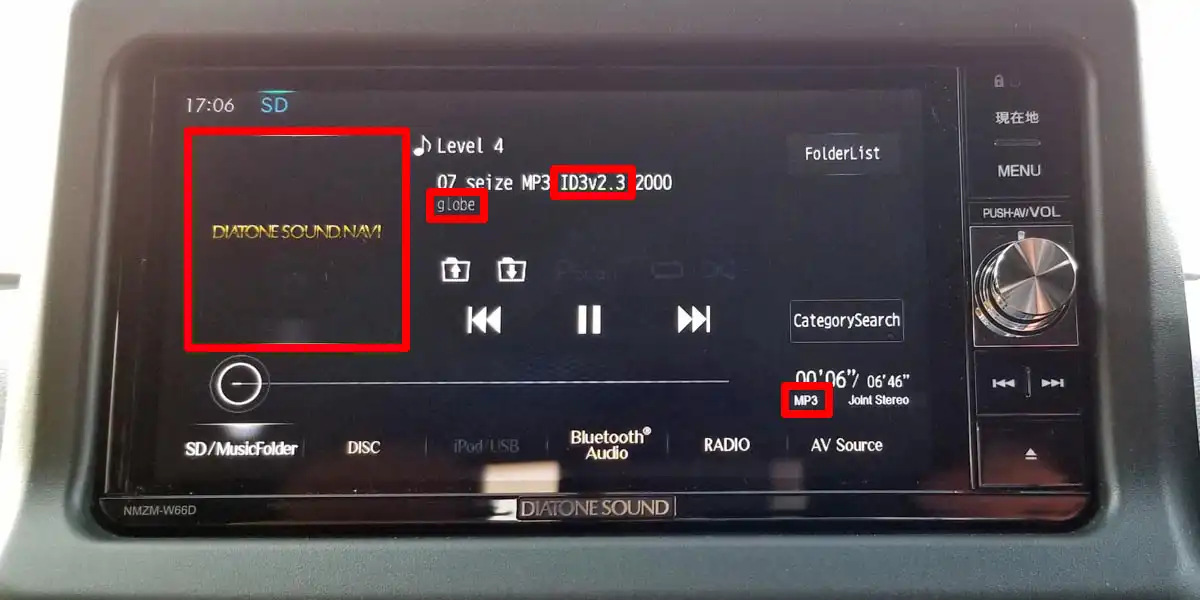 17:06 SD
♪Level 4
07 seize MP3 ID3v2.3 2000
globe
FolderList
DIATONE SOUND.NAVI
CategorySearch
00'06"/ 06'46"
MP3 Joint Stereo
SD/MusicFolder DISC iPod/USB Bluetooth® Audio RADIO AV Source
現在地
MENU
PUSH-AV/VOL
NMZM-W66D
DIATONE SOUND